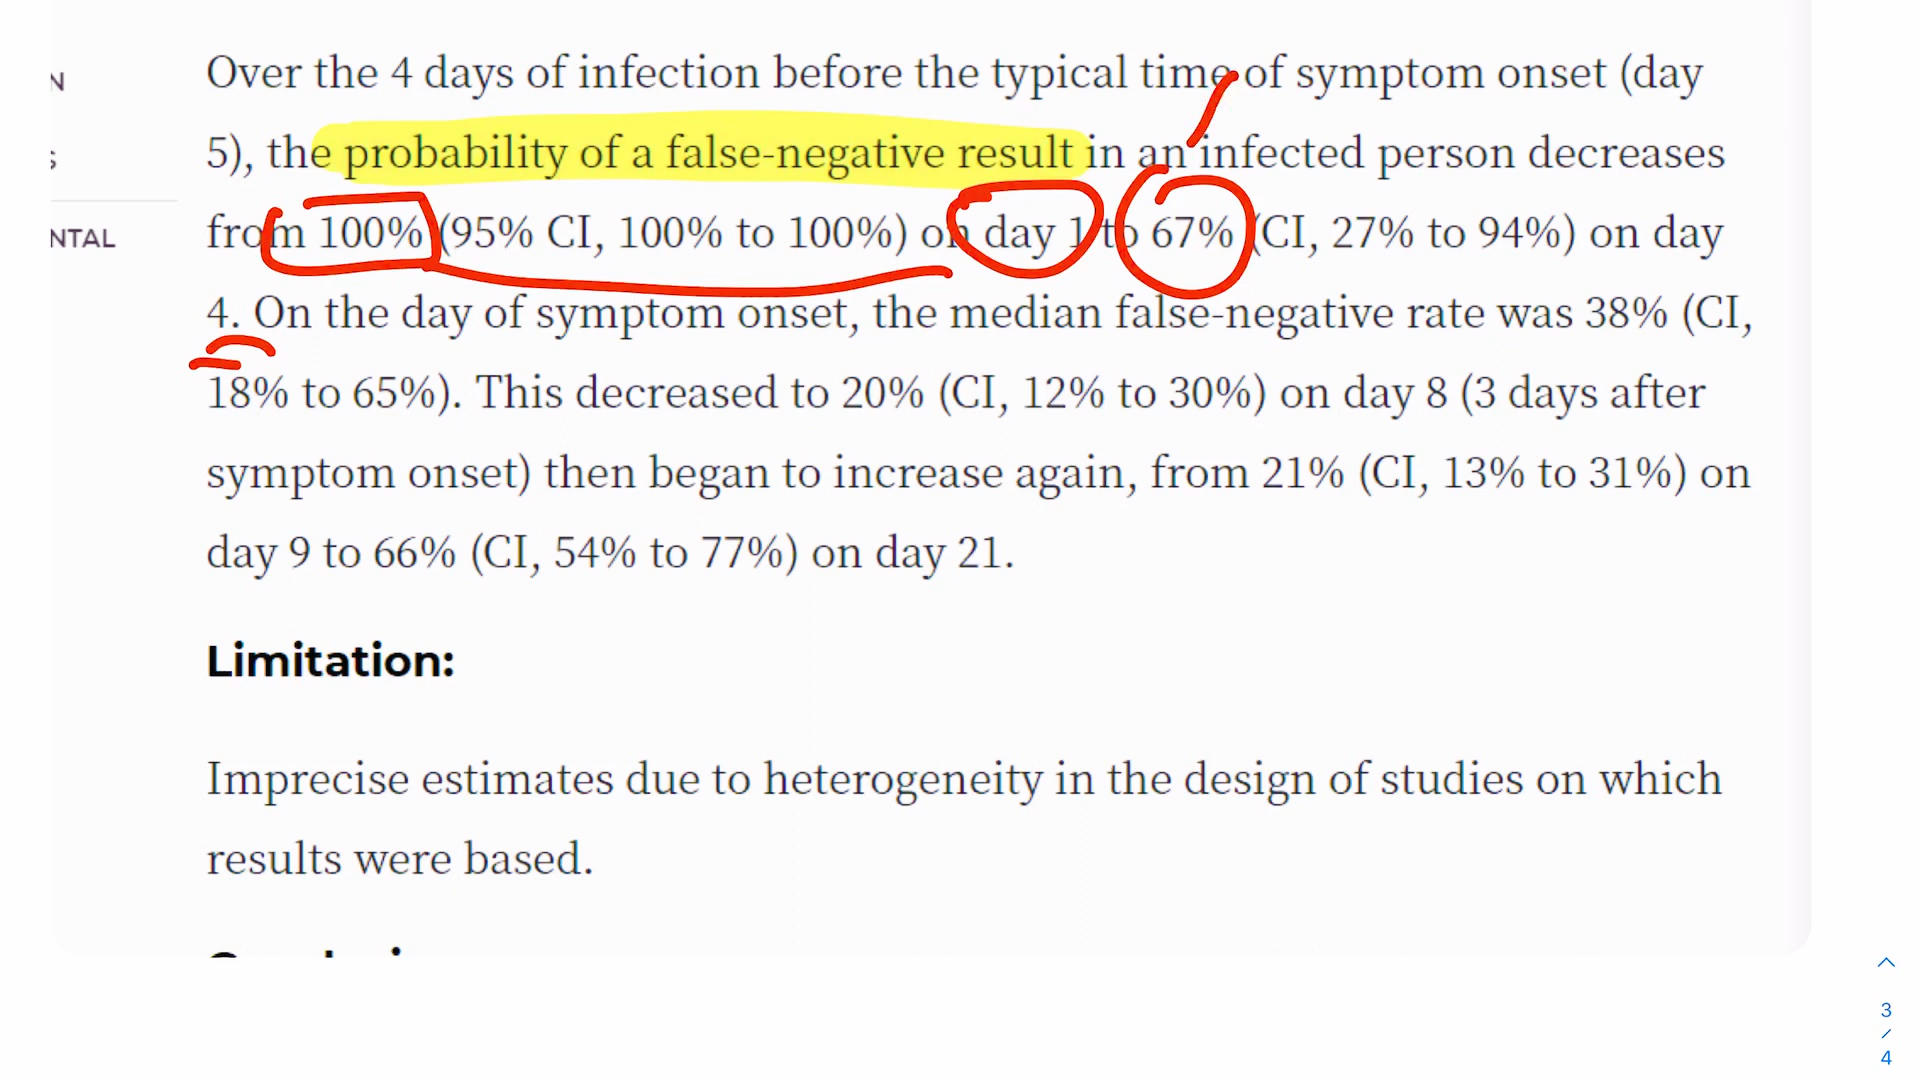 Over the 4 days of infection before the typical time of symptom onset (day
5), the probability of a false-negative result in an infected person decreases
from 100% (95% CI, 100% to 100%) on day 1 to 67% (CI, 27% to 94%) on day
4. On the day of symptom onset, the median false-negative rate was 38% (CI,
18% to 65%). This decreased to 20% (CI, 12% to 30%) on day 8 (3 days after
symptom onset) then began to increase again, from 21% (CI, 13% to 31%) on
day 9 to 66% (CI, 54% to 77%) on day 21.
N
S
NTAL
Limitation:
Imprecise estimates due to heterogeneity in the design of studies on which
results were based.
3
/
4